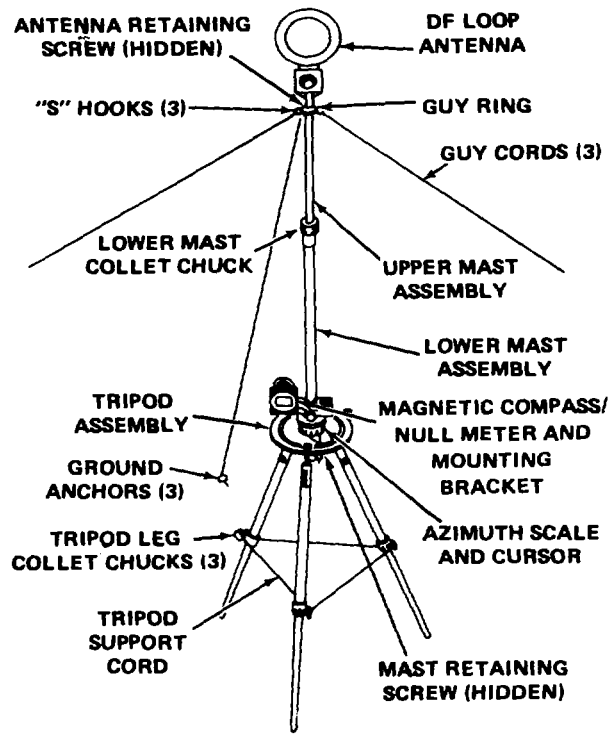 ANTENNA RETAINING
SCREW (HIDDEN)
DF LOOP
ANTENNA
"S" HOOKS (3)
GUY RING
GUY CORDS (3)
LOWER MAST
COLLET CHUCK
UPPER MAST
ASSEMBLY
LOWER MAST
ASSEMBLY
TRIPOD
ASSEMBLY
MAGNETIC COMPASS/
NULL METER AND
MOUNTING
BRACKET
GROUND
ANCHORS (3)
AZIMUTH SCALE
AND CURSOR
TRIPOD LEG
COLLET CHUCKS (3)
TRIPOD
SUPPORT
CORD
MAST RETAINING
SCREW (HIDDEN)